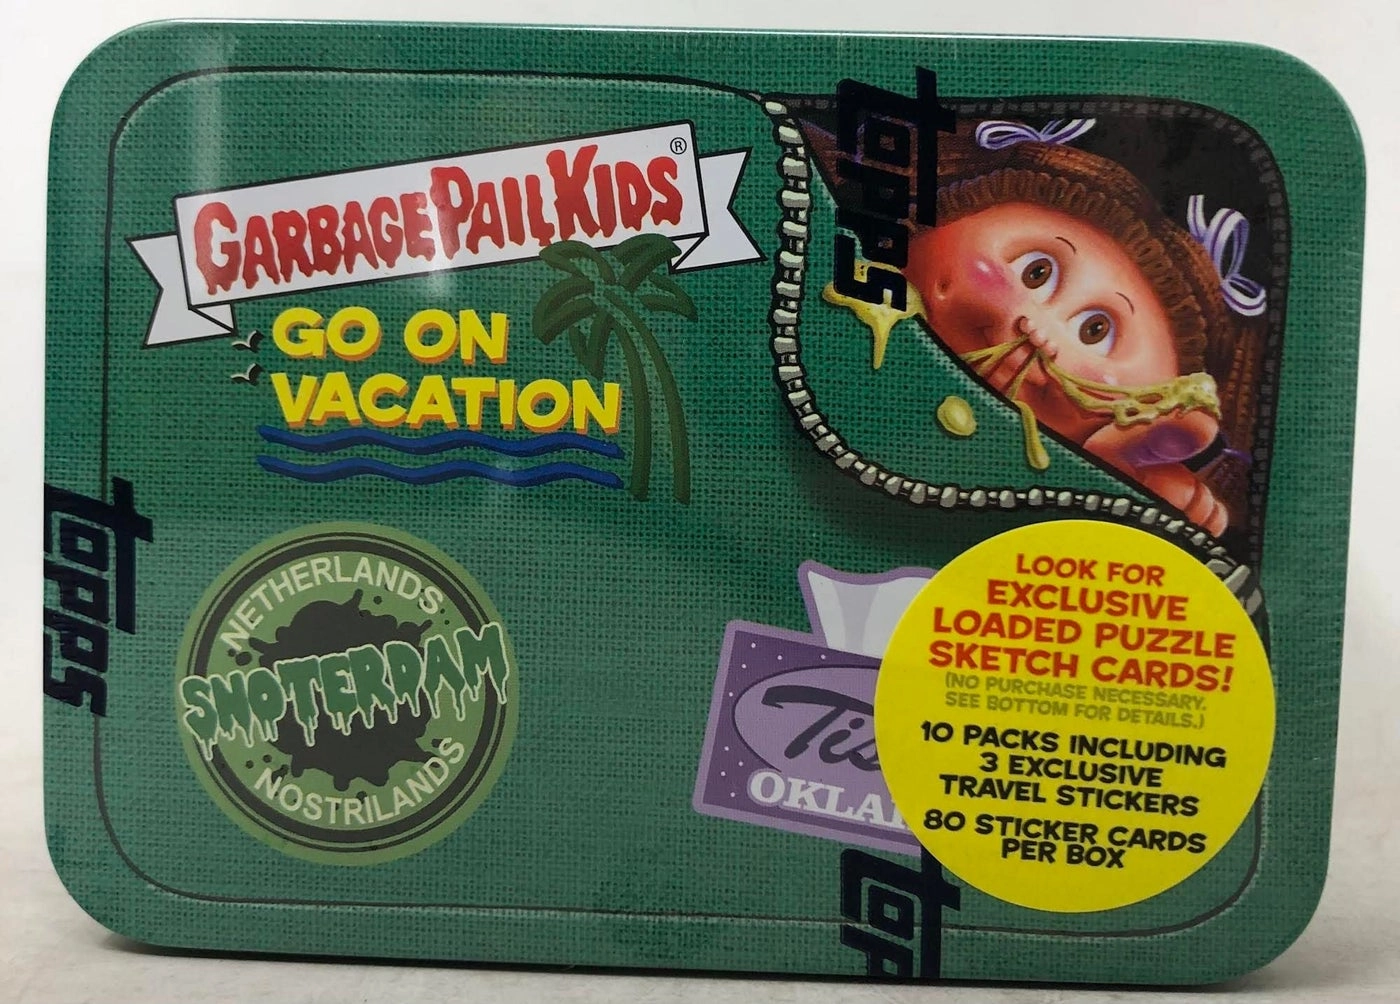 GARBAGE PAIL KIDS®
GO ON
VACATION
topps
topps
NETHERLANDS
SNOTERDAM
NOSTRILANDS
LOOK FOR
EXCLUSIVE
LOADED PUZZLE
SKETCH CARDS!
(NO PURCHASE NECESSARY.
SEE BOTTOM FOR DETAILS.)
10 PACKS INCLUDING
3 EXCLUSIVE
TRAVEL STICKERS
80 STICKER CARDS
PER BOX
topps